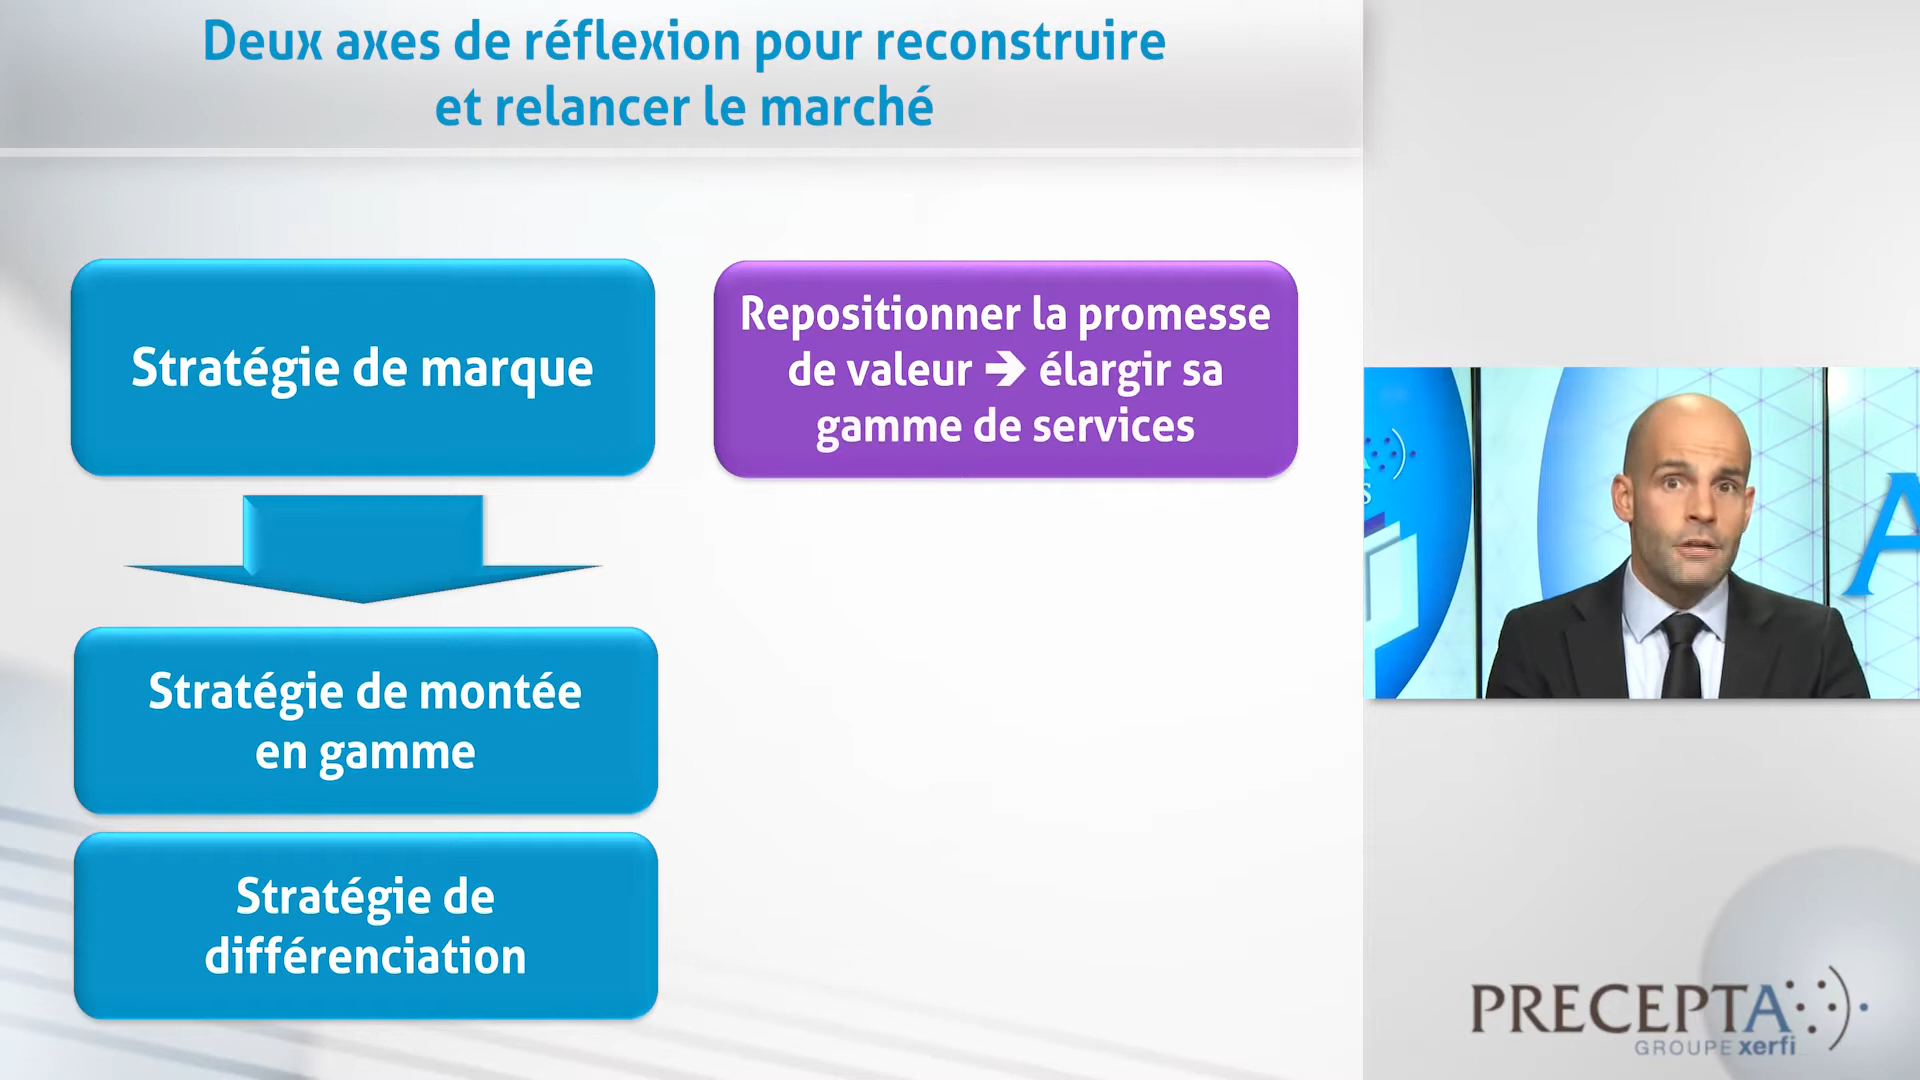 Deux axes de réflexion pour reconstruire
et relancer le marché
Stratégie de marque
Repositionner la promesse
de valeur ➔ élargir sa
gamme de services
Stratégie de montée
en gamme
Stratégie de
différenciation
A
S
A
PRECEPTA
GROUPE xerfi